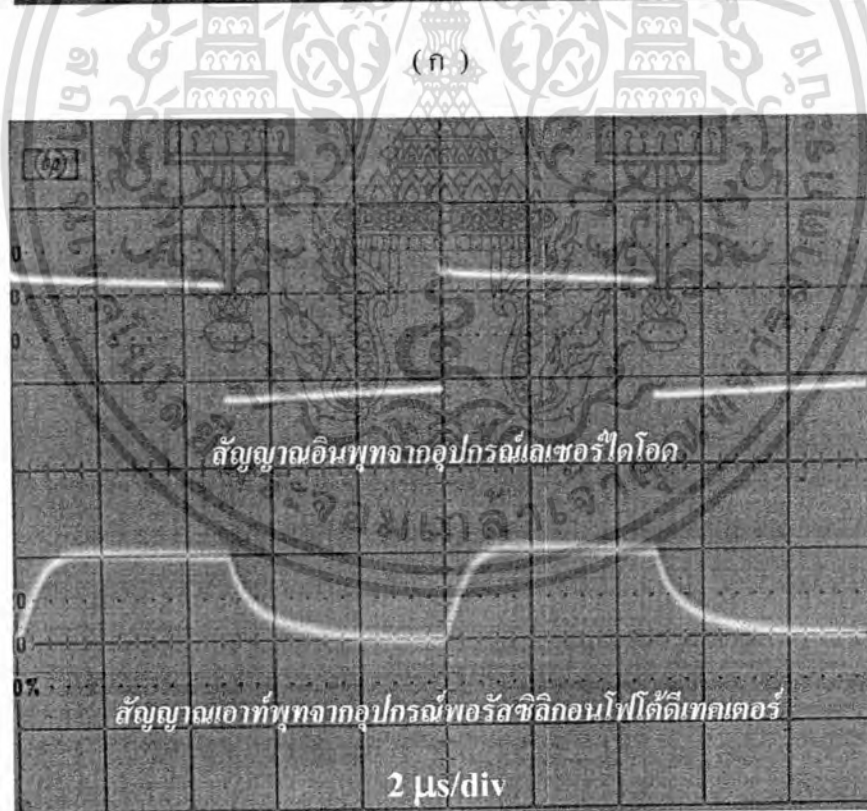 ( ก )
สัญญาณอินพุทจากอุปกรณ์เลเซอร์ไดโอด
0
0%
สัญญาณเอาท์พุทจากอุปกรณ์พอรัสซิลิกอนโฟโต้ดีเทคเตอร์
2 µs/div